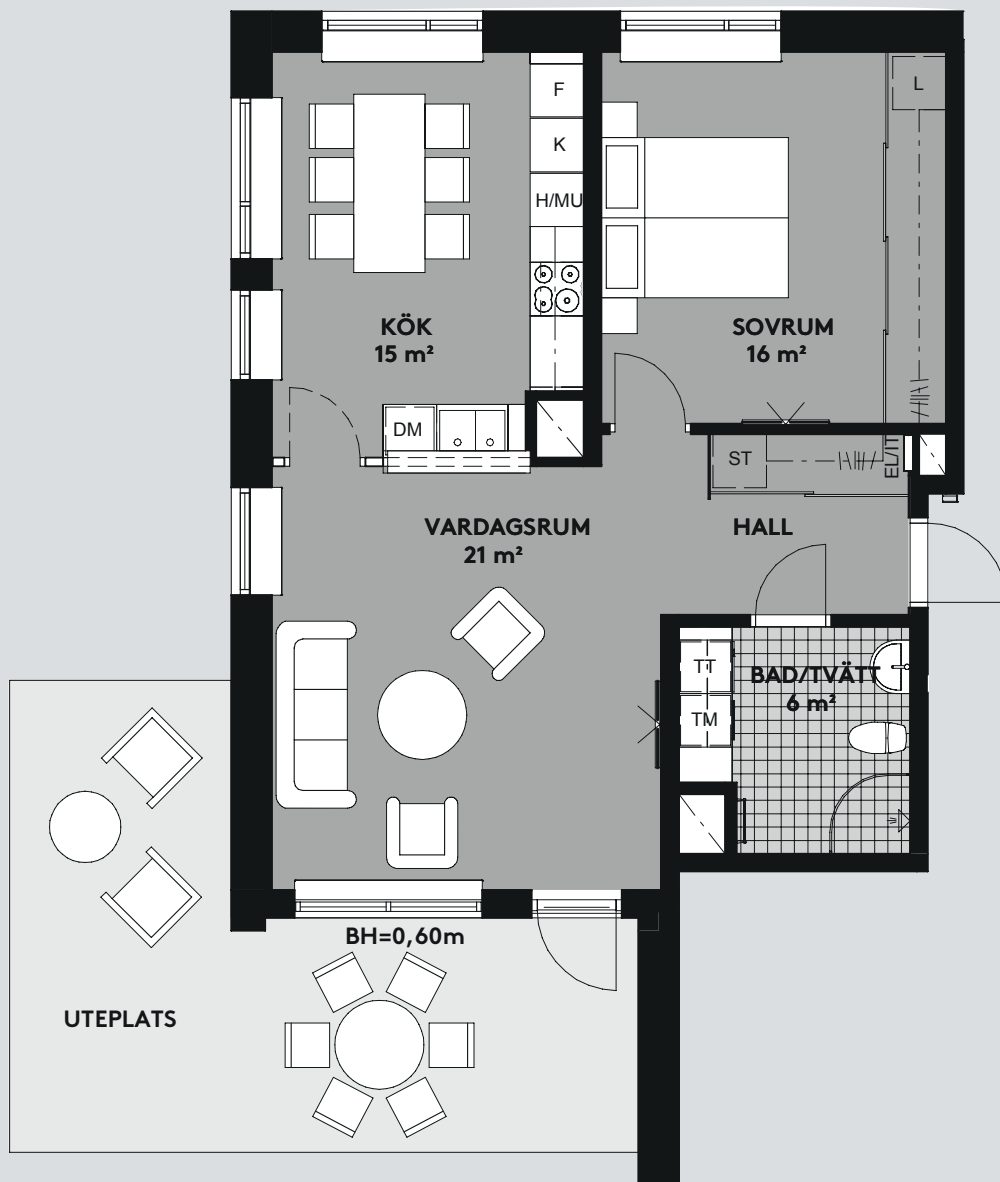 F
L
K
H/MU
KÖK
15 m²
SOVRUM
16 m²
DM
ST
EL/IT
VARDAGSRUM
21 m²
HALL
TT
BAD/TVÄTT
6 m²
TM
BH=0,60m
UTEPLATS